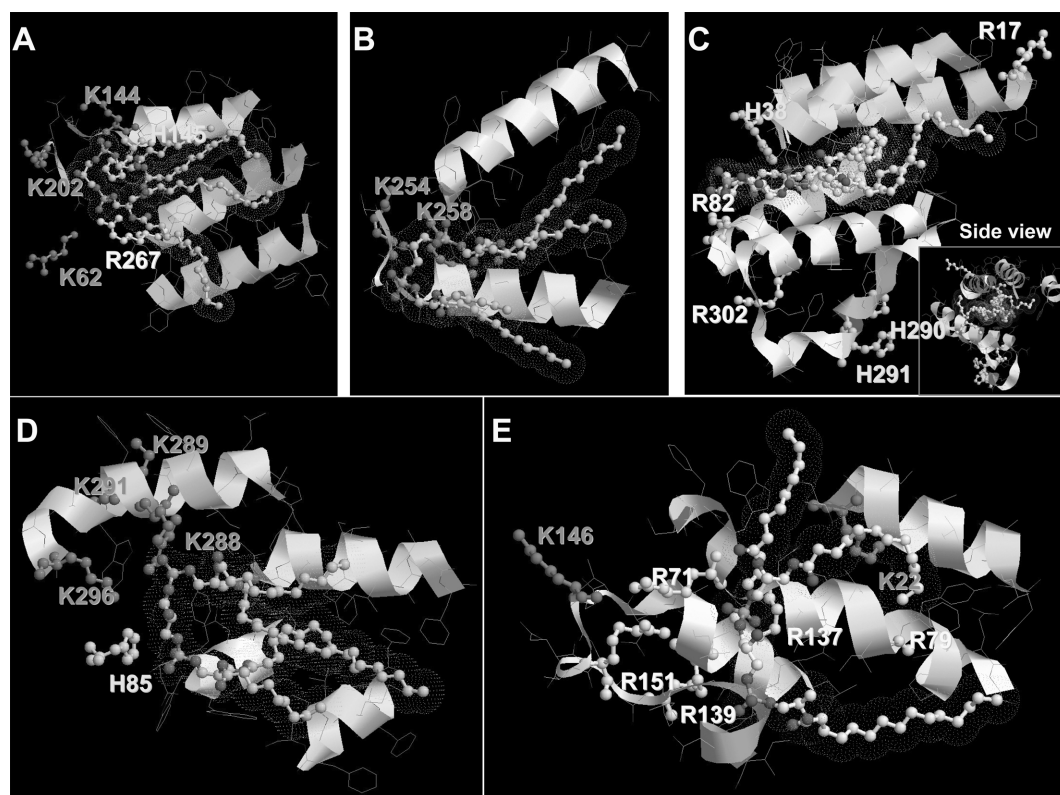 A
K144
H145
K202
K62
R267
B
K254
K258
C
R17
H38
R82
Side view
R302
H290
H291
D
K289
K291
K288
K296
H85
E
K146
R71
K22
R137
R79
R151
R139